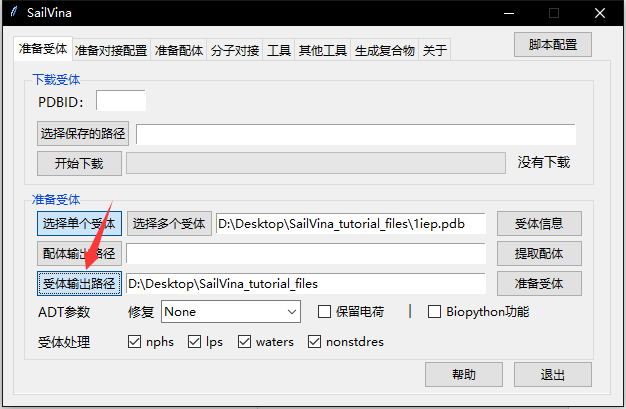 SailVina
准备受体 准备对接配置 准备配体 分子对接 工具 其他工具 生成复合物 关于 脚本配置
下载受体
PDBID:
选择保存的路径
开始下载 没有下载
准备受体
选择单个受体 选择多个受体 D:\Desktop\SailVina_tutorial_files\1iep.pdb 受体信息
配体输出路径 提取配体
受体输出路径 D:\Desktop\SailVina_tutorial_files 准备受体
ADT参数 修复 None 保留电荷 | Biopython功能
受体处理 nphs lps waters nonstdres
帮助 退出